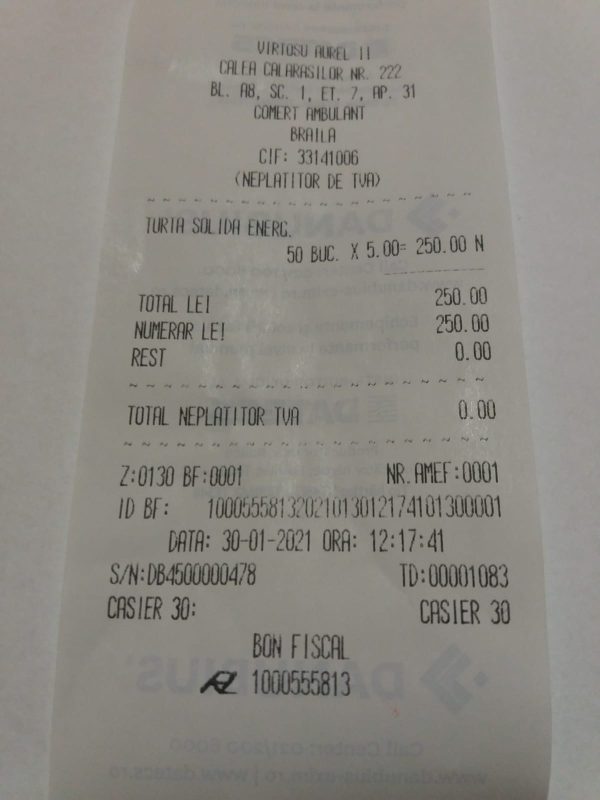 VIRTOSU AUREL II
CALEA CALARASILOR NR. 222
BL. A8, SC. 1, ET. 7, AP. 31
COMERT AMBULANT
BRAILA
CIF: 33141006
(NEPLATITOR DE TVA)
TURTA SOLIDA ENERG.
50 BUC. X 5.00= 250.00 N
TOTAL LEI 250.00
NUMERAR LEI 250.00
REST 0.00
TOTAL NEPLATITOR TVA 0.00
Z:0130 BF:0001 NR.AMEF:0001
ID BF: 10005558132021013012174101300001
DATA: 30-01-2021 ORA: 12:17:41
S/N:DB4500000478 TD:00001083
CASIER 30: CASIER 30
BON FISCAL
1000555813